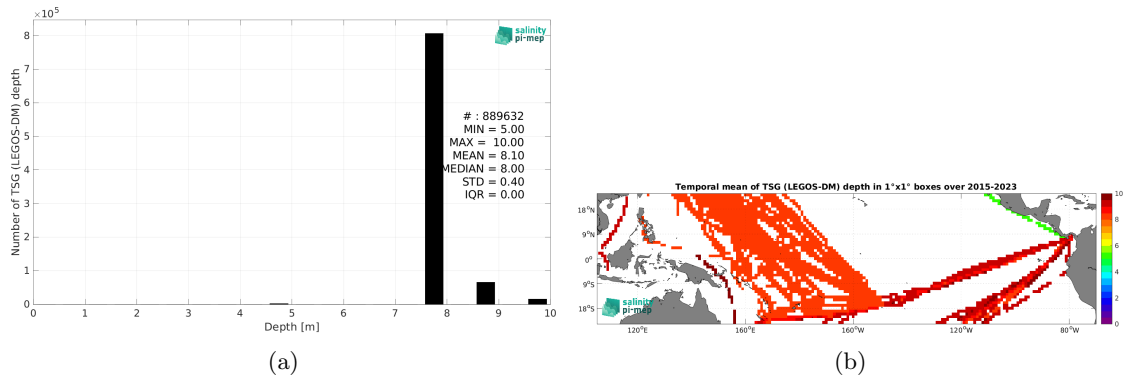 ×10⁵
Number of TSG (LEGOS-DM) depth
8
7
6
5
4
3
2
1
0
salinity
pi-mep
# : 889632
MIN = 5.00
MAX = 10.00
MEAN = 8.10
MEDIAN = 8.00
STD = 0.40
IQR = 0.00
0 1 2 3 4 5 6 7 8 9 10
Depth [m]
(a)
Temporal mean of TSG (LEGOS-DM) depth in 1°x1° boxes over 2015-2023
18°N
9°N
0°
9°S
18°S
salinity
pi-mep
120°E 160°E 160°W 120°W 80°W
10
8
6
4
2
0
(b)